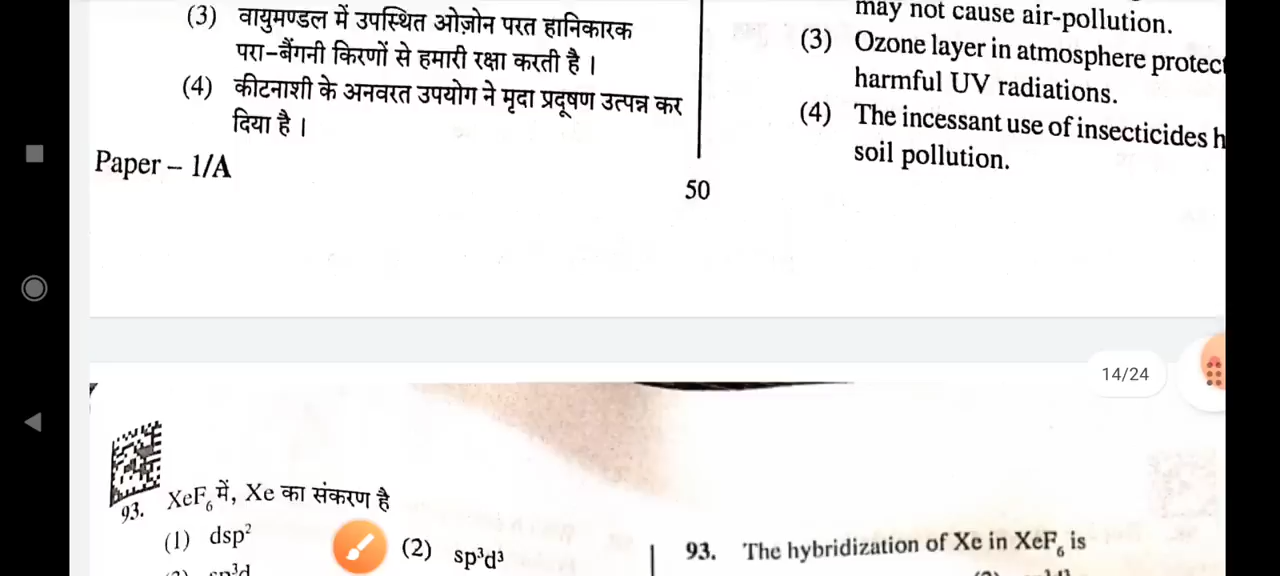 (3) वायुमण्डल में उपस्थित ओज़ोन परत हानिकारक
परा-बैंगनी किरणों से हमारी रक्षा करती है ।
(4) कीटनाशी के अनवरत उपयोग ने मृदा प्रदूषण उत्पन्न कर
दिया है ।
Paper – 1/A
may not cause air-pollution.
(3) Ozone layer in atmosphere protect
harmful UV radiations.
(4) The incessant use of insecticides h
soil pollution.
50
14/24
93. XeF₆ में, Xe का संकरण है
(1) dsp²
(2) sp³d³
sp³d
93. The hybridization of Xe in XeF₆ is